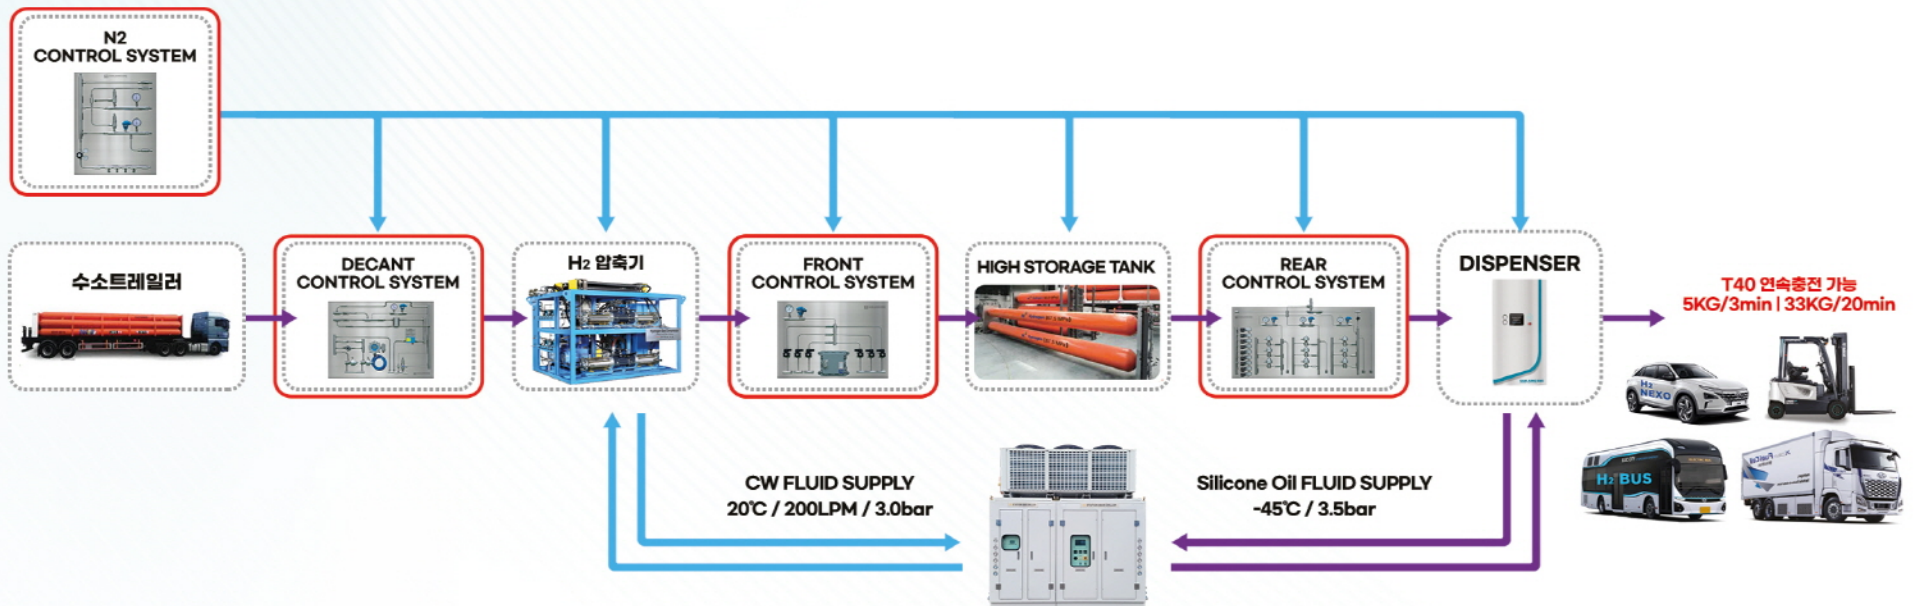 N2
CONTROL SYSTEM
수소트레일러
DECANT
CONTROL SYSTEM
H2 압축기
FRONT
CONTROL SYSTEM
HIGH STORAGE TANK
REAR
CONTROL SYSTEM
DISPENSER
T40 연속충전 가능
5KG/3min | 33KG/20min
H2
NEXO
H2 BUS
CW FLUID SUPPLY
20℃ / 200LPM / 3.0bar
Silicone Oil FLUID SUPPLY
-45℃ / 3.5bar